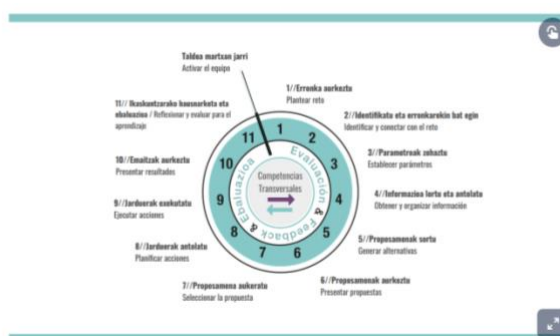 Taldea martxan jarri
Activar el equipo
1//Erronka aurkeztu
Plantear reto
2//Identifikatu eta erronkarekin bat egin
Identificar y conectar con el reto
3//Parametroak zehaztu
Establecer parámetros
4//Informazioa lortu eta antolatu
Obtener y organizar información
5//Proposamenak sortu
Generar alternativas
6//Proposamenak aurkeztu
Presentar propuestas
7//Proposamena aukeratu
Seleccionar la propuesta
8//Jarduerak antolatu
Planificar acciones
9//Jarduerak exekutatu
Ejecutar acciones
10//Emaitzak aurkeztu
Presentar resultados
11// Ikaskuntzarako hausnarketa eta
ebaluazioa / Reflexionar y evaluar para el
aprendizaje
1
2
3
4
5
6
7
8
9
10
11
Evaluación & Feedback & Ebaluazioa
Competencias
Transversales